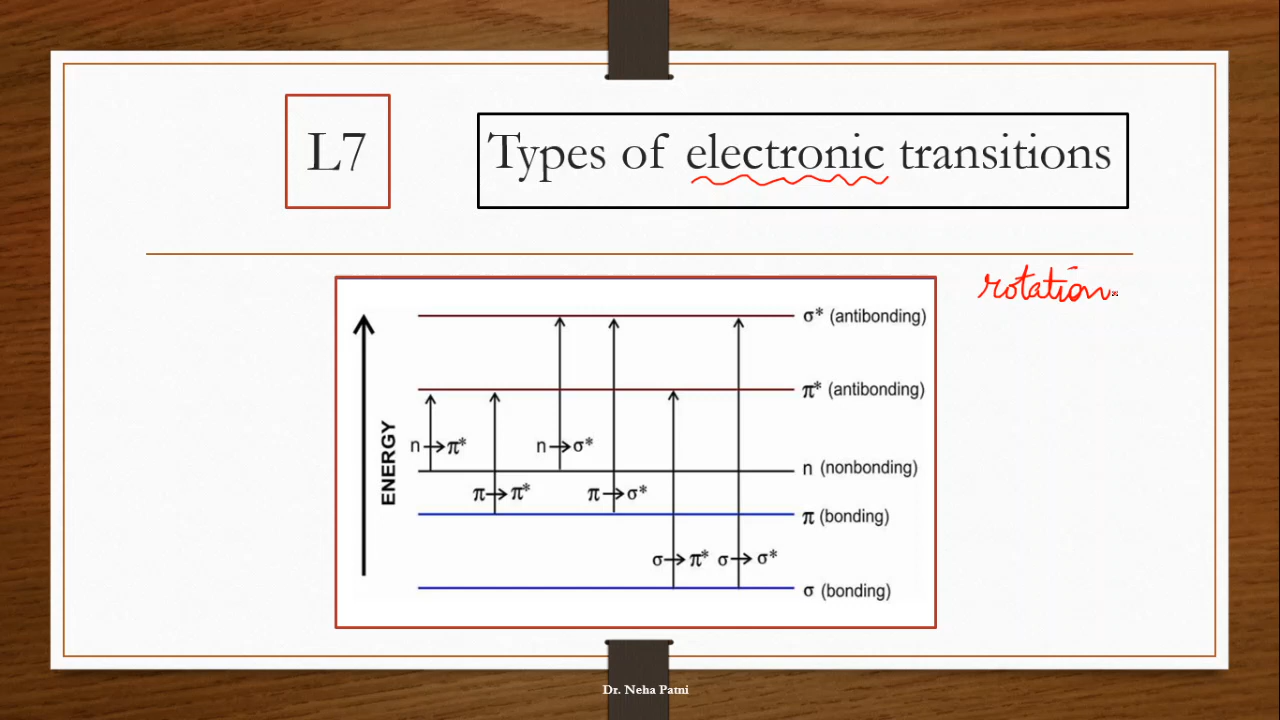 L7
Types of electronic transitions
rotation
σ* (antibonding)
π* (antibonding)
ENERGY
n→π*
n→σ*
n (nonbonding)
π→π*
π→σ*
π (bonding)
σ→π*
σ→σ*
σ (bonding)
Dr. Neha Patni